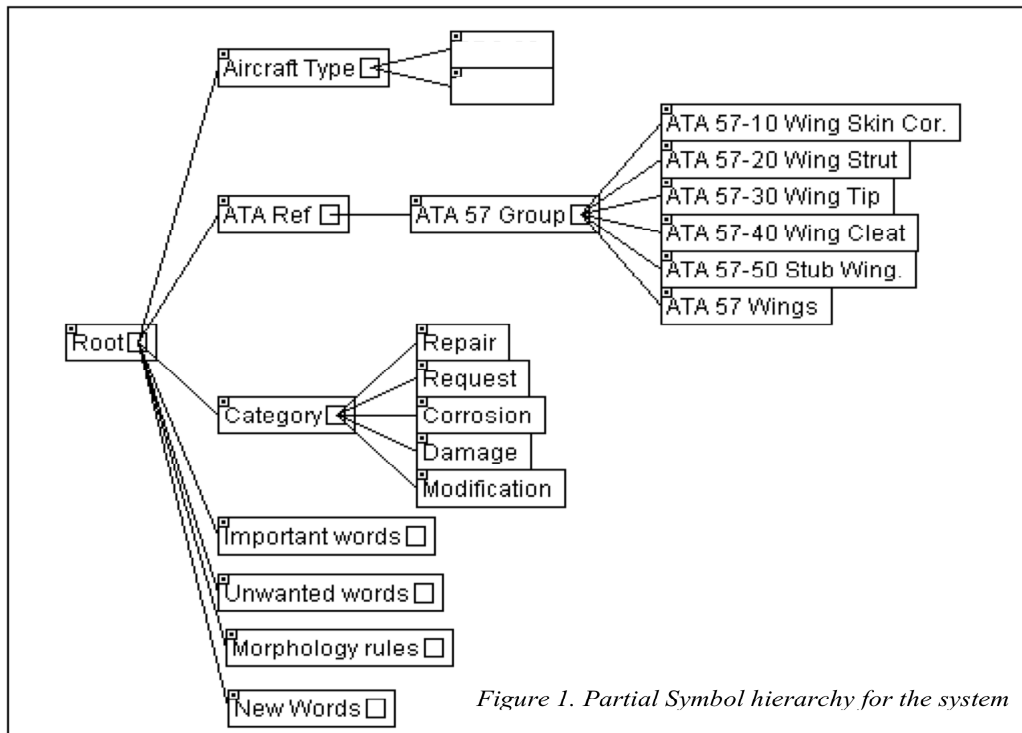 Aircraft Type
ATA Ref
ATA 57 Group
ATA 57-10 Wing Skin Cor.
ATA 57-20 Wing Strut
ATA 57-30 Wing Tip
ATA 57-40 Wing Cleat
ATA 57-50 Stub Wing.
ATA 57 Wings
Root
Category
Repair
Request
Corrosion
Damage
Modification
Important words
Unwanted words
Morphology rules
New Words
Figure 1. Partial Symbol hierarchy for the system